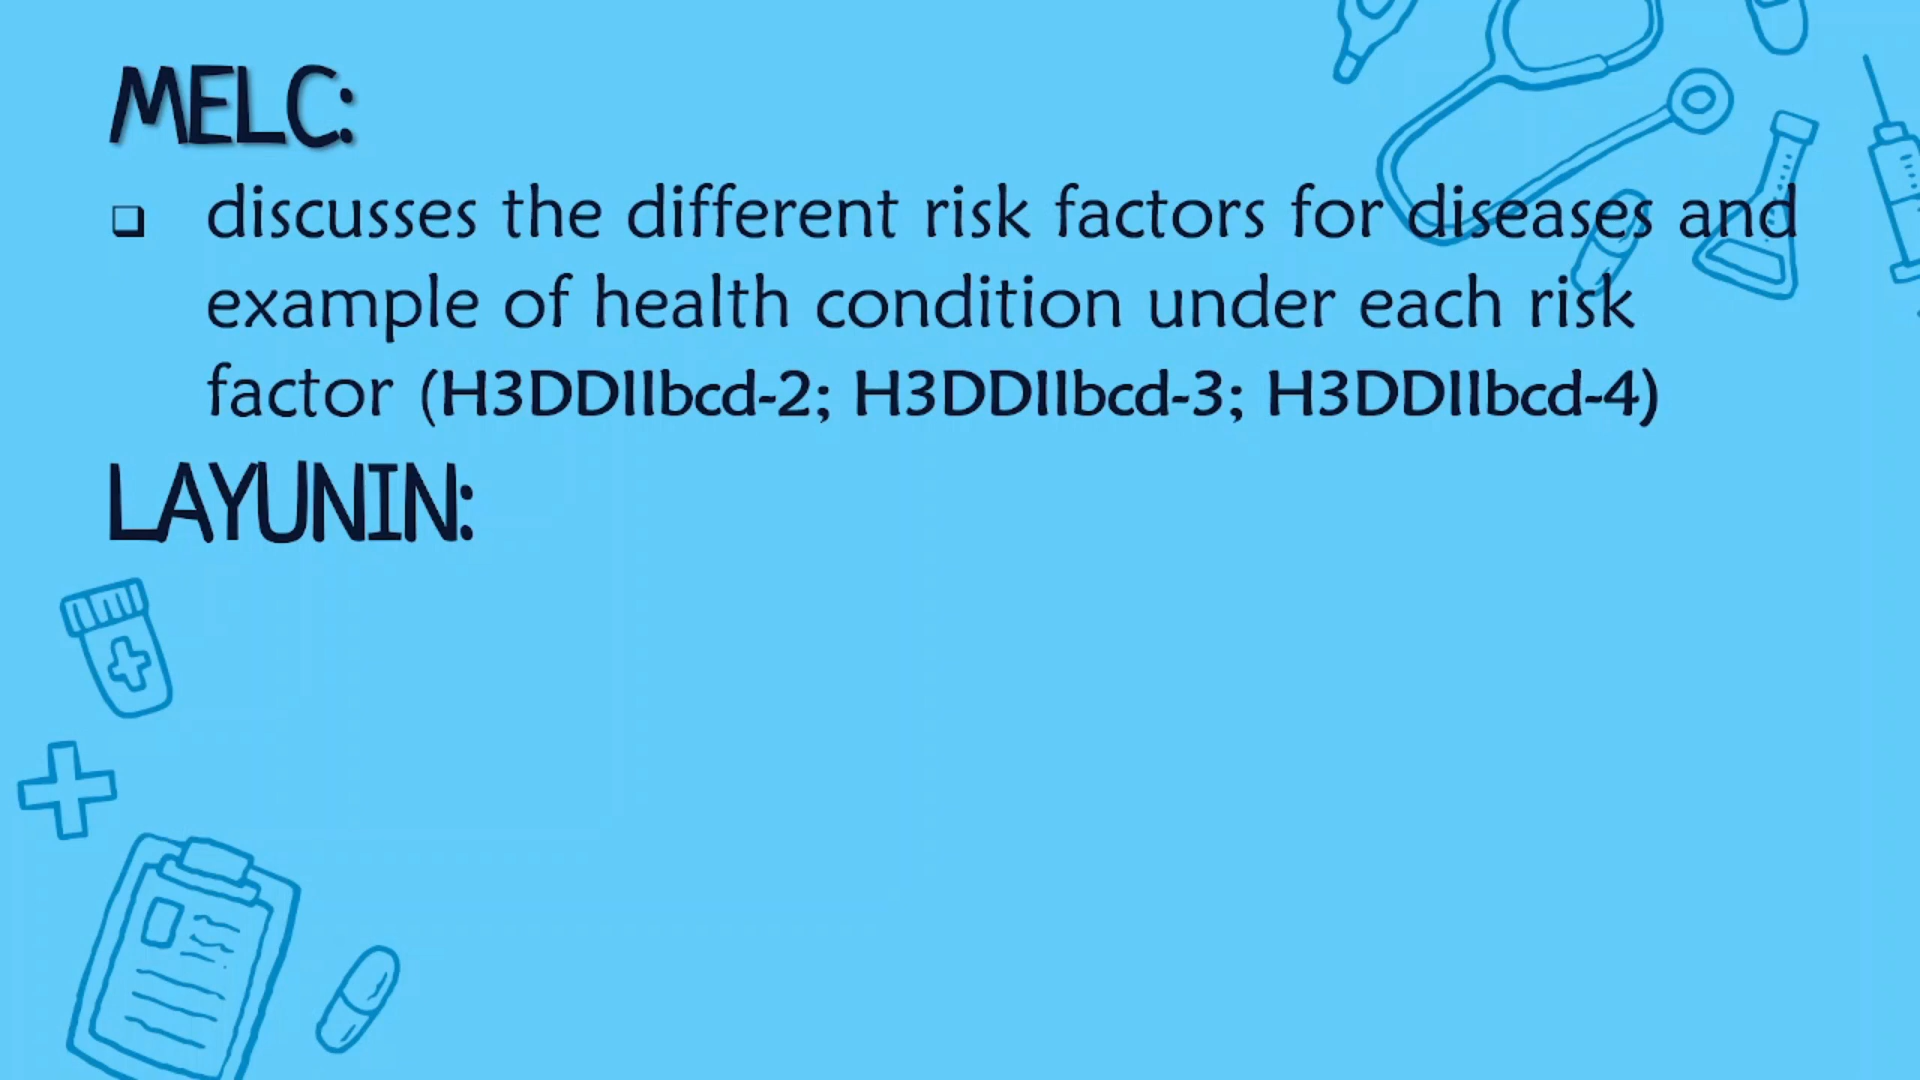 MELC:
❑ discusses the different risk factors for diseases and
example of health condition under each risk
factor (H3DDIIbcd-2; H3DDIIbcd-3; H3DDIIbcd-4)
LAYUNIN: